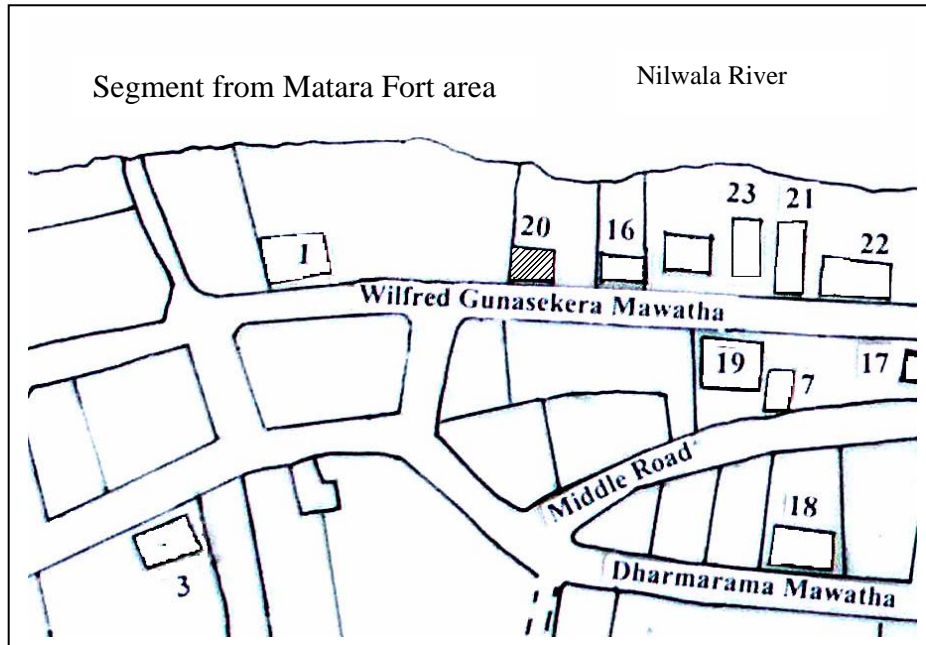 Segment from Matara Fort area
Nilwala River
23
21
20
16
22
1
Wilfred Gunasekera Mawatha
19
17
7
Middle Road
18
3
Dharmarama Mawatha